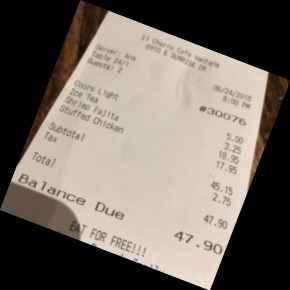 El Charro Cafe Ventana
6910 E SUNRISE DR
Server: Ana
Table 24/1
Guests: 2
06/24/2018
8:00 PM
#30076
Coors Light 5.00
Ice Tea 3.25
Shrimp Fajita 18.95
Stuffed Chicken 17.95
Subtotal 45.15
Tax 2.75
Total 47.90
Balance Due 47.90
EAT FOR FREE!!!